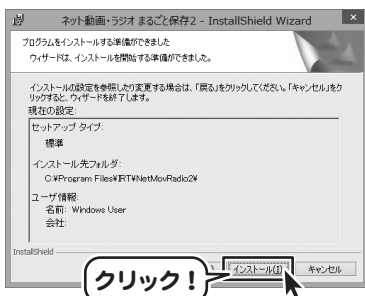 ネット動画・ラジオ まるごと保存2 - InstallShield Wizard
プログラムをインストールする準備ができました
ウィザードは、インストールを開始する準備ができました。
インストールの設定を参照したり変更する場合は、「戻る」をクリックしてください。「キャンセル」をク
リックすると、ウィザードを終了します。
現在の設定:
セットアップ タイプ:
標準
インストール先フォルダ:
C:¥Program Files¥IRT¥NetMovRadio2¥
ユーザ情報:
名前: Windows User
会社:
InstallShield
インストール(I)
キャンセル
クリック！